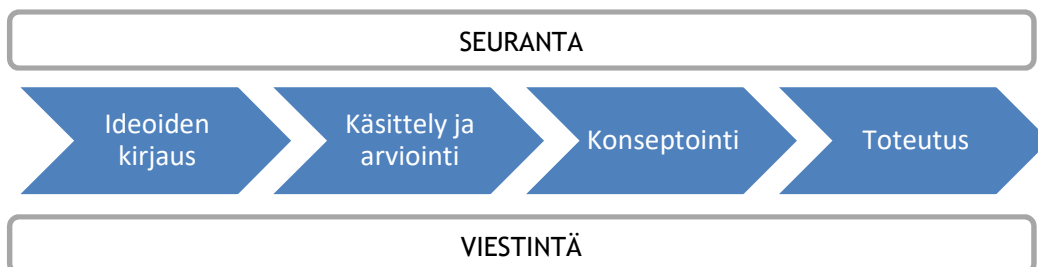 SEURANTA
Ideoiden
kirjaus
Käsittely ja
arviointi
Konseptointi
Toteutus
VIESTINTÄ